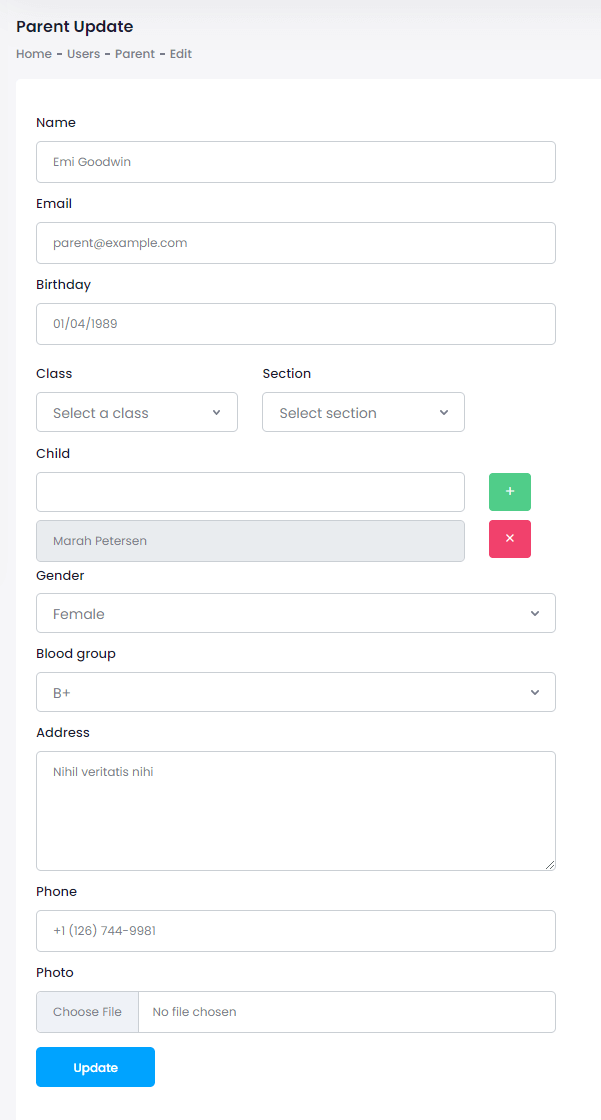 Parent Update
Home - Users - Parent - Edit
Name
Emi Goodwin
Email
parent@example.com
Birthday
01/04/1989
Class Section
Select a class Select section
Child
+
Marah Petersen ×
Gender
Female
Blood group
B+
Address
Nihil veritatis nihi
Phone
+1 (126) 744-9981
Photo
Choose File No file chosen
Update